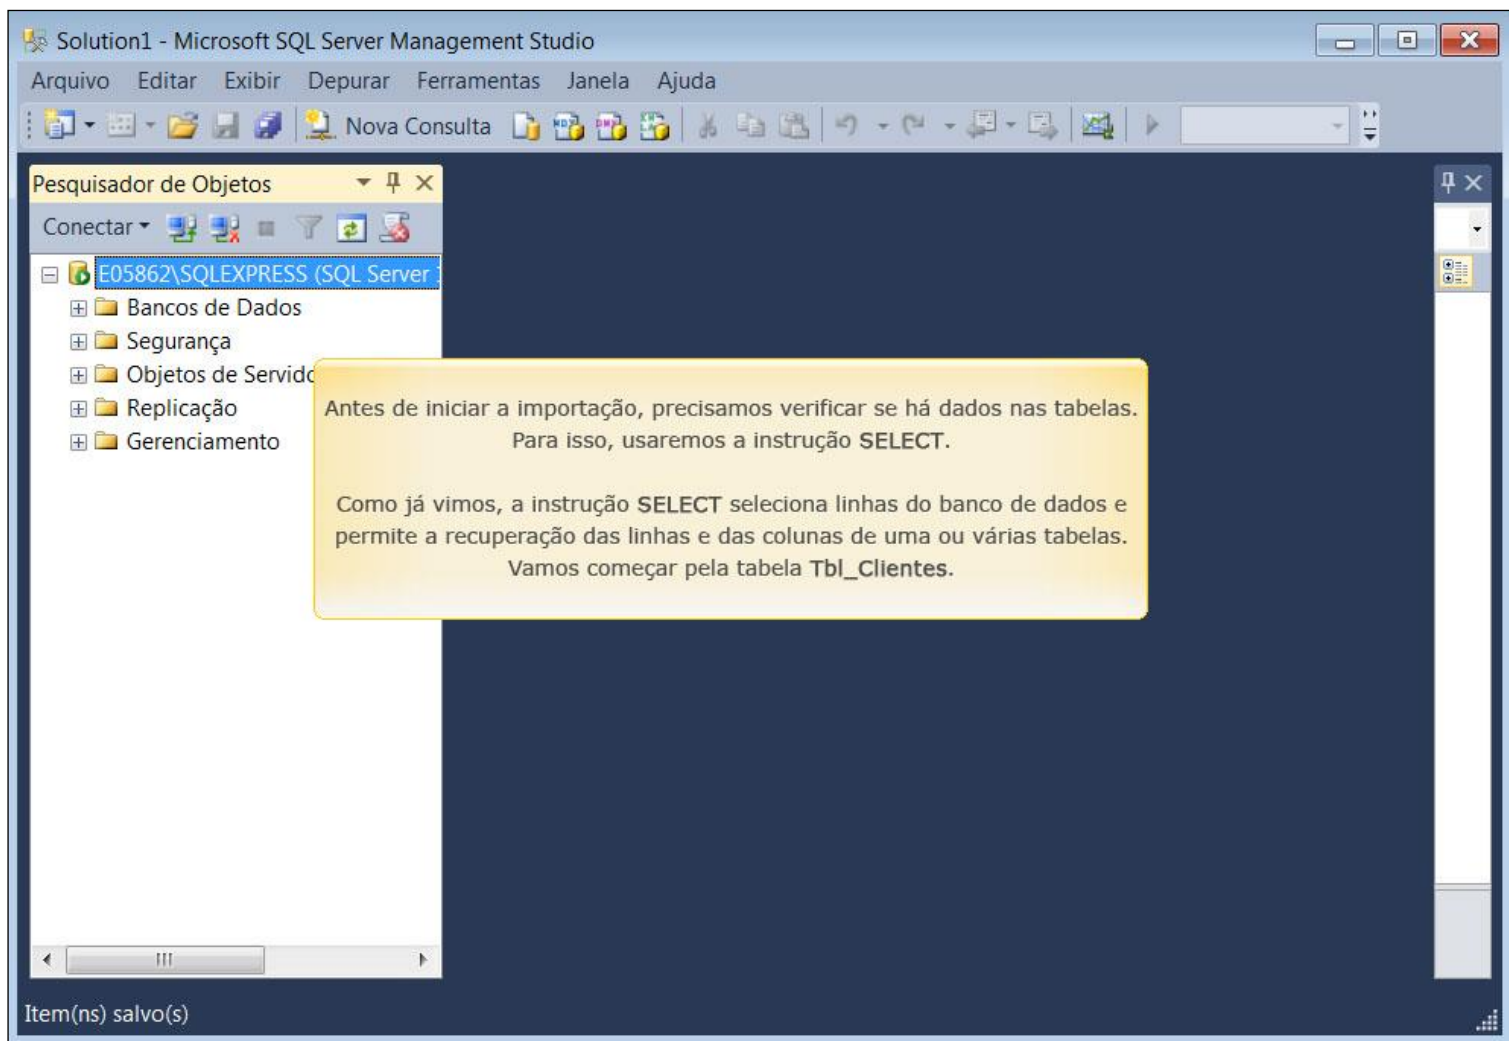 Solution1 - Microsoft SQL Server Management Studio
Arquivo Editar Exibir Depurar Ferramentas Janela Ajuda
Nova Consulta
Pesquisador de Objetos
Conectar
E05862\SQLEXPRESS (SQL Server
Bancos de Dados
Segurança
Objetos de Servido
Replicação
Gerenciamento
Antes de iniciar a importação, precisamos verificar se há dados nas tabelas.
Para isso, usaremos a instrução SELECT.
Como já vimos, a instrução SELECT seleciona linhas do banco de dados e
permite a recuperação das linhas e das colunas de uma ou várias tabelas.
Vamos começar pela tabela Tbl_Clientes.
Item(ns) salvo(s)